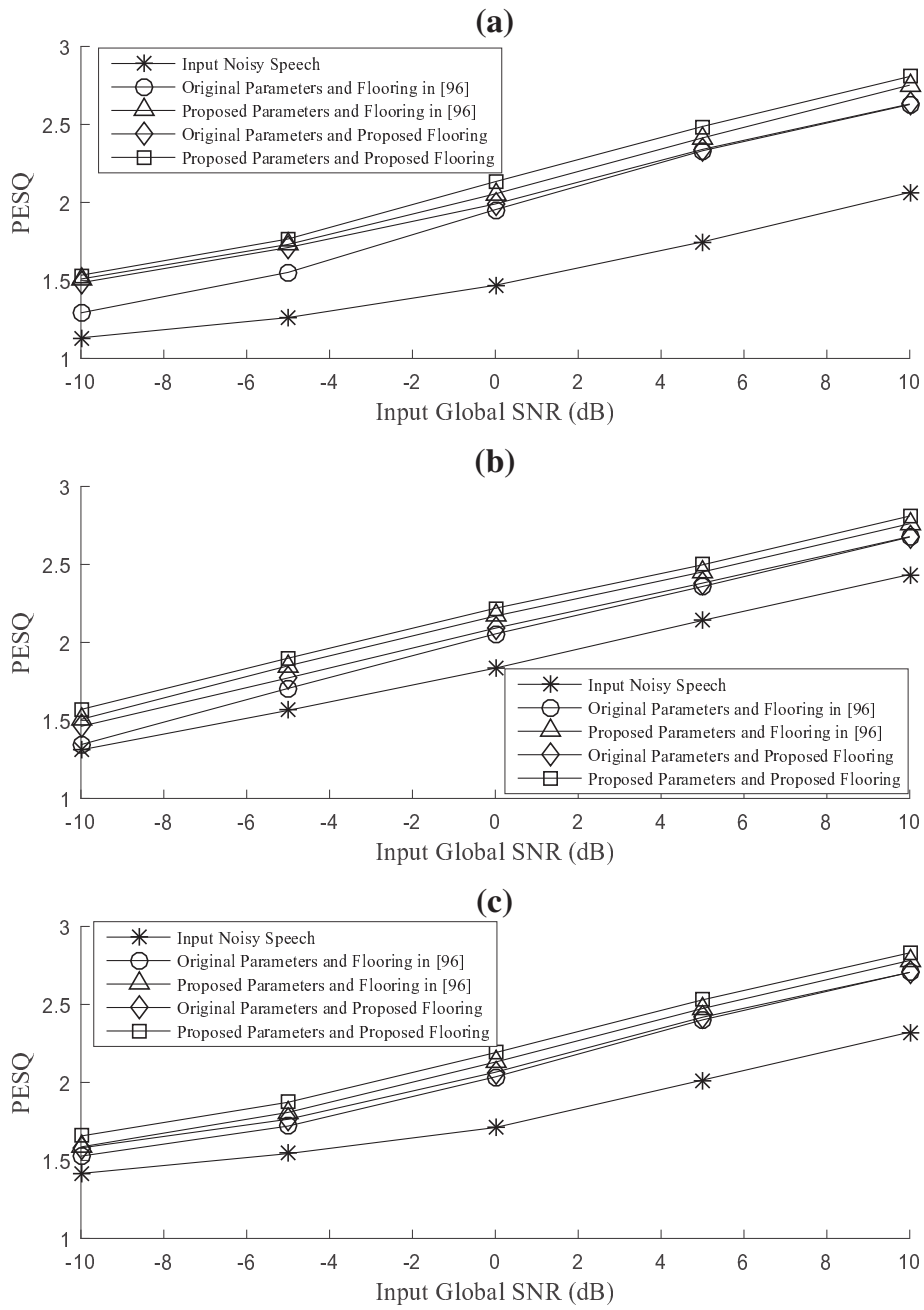 (a)
3
2.5
2
1.5
1
PESQ
Input Noisy Speech
Original Parameters and Flooring in [96]
Proposed Parameters and Flooring in [96]
Original Parameters and Proposed Flooring
Proposed Parameters and Proposed Flooring
-10 -8 -6 -4 -2 0 2 4 6 8 10
Input Global SNR (dB)
(b)
3
2.5
2
1.5
1
PESQ
Input Noisy Speech
Original Parameters and Flooring in [96]
Proposed Parameters and Flooring in [96]
Original Parameters and Proposed Flooring
Proposed Parameters and Proposed Flooring
-10 -8 -6 -4 -2 0 2 4 6 8 10
Input Global SNR (dB)
(c)
3
2.5
2
1.5
1
PESQ
Input Noisy Speech
Original Parameters and Flooring in [96]
Proposed Parameters and Flooring in [96]
Original Parameters and Proposed Flooring
Proposed Parameters and Proposed Flooring
-10 -8 -6 -4 -2 0 2 4 6 8 10
Input Global SNR (dB)